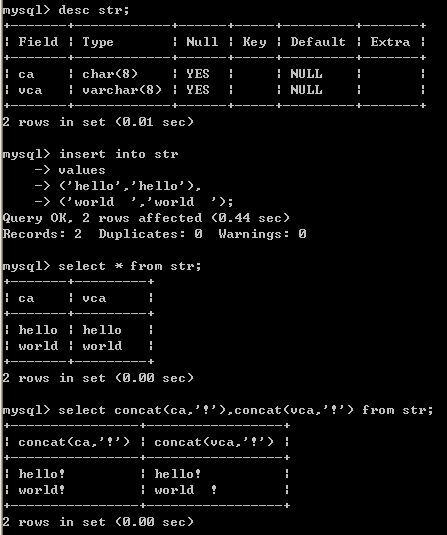 mysql> desc str;
+-------+------------+------+-----+---------+-------+
¦ Field ¦ Type       ¦ Null ¦ Key ¦ Default ¦ Extra ¦
+-------+------------+------+-----+---------+-------+
¦ ca    ¦ char(8)    ¦ YES  ¦     ¦ NULL    ¦       ¦
¦ vca   ¦ varchar(8) ¦ YES  ¦     ¦ NULL    ¦       ¦
+-------+------------+------+-----+---------+-------+
2 rows in set (0.01 sec)

mysql> insert into str
    -> values
    -> ('hello','hello'),
    -> ('world  ','world  ');
Query OK, 2 rows affected (0.44 sec)
Records: 2  Duplicates: 0  Warnings: 0

mysql> select * from str;
+-------+---------+
¦ ca    ¦ vca     ¦
+-------+---------+
¦ hello ¦ hello   ¦
¦ world ¦ world   ¦
+-------+---------+
2 rows in set (0.00 sec)

mysql> select concat(ca,'!'),concat(vca,'!') from str;
+----------------+-----------------+
¦ concat(ca,'!') ¦ concat(vca,'!') ¦
+----------------+-----------------+
¦ hello!         ¦ hello!          ¦
¦ world!         ¦ world  !        ¦
+----------------+-----------------+
2 rows in set (0.00 sec)